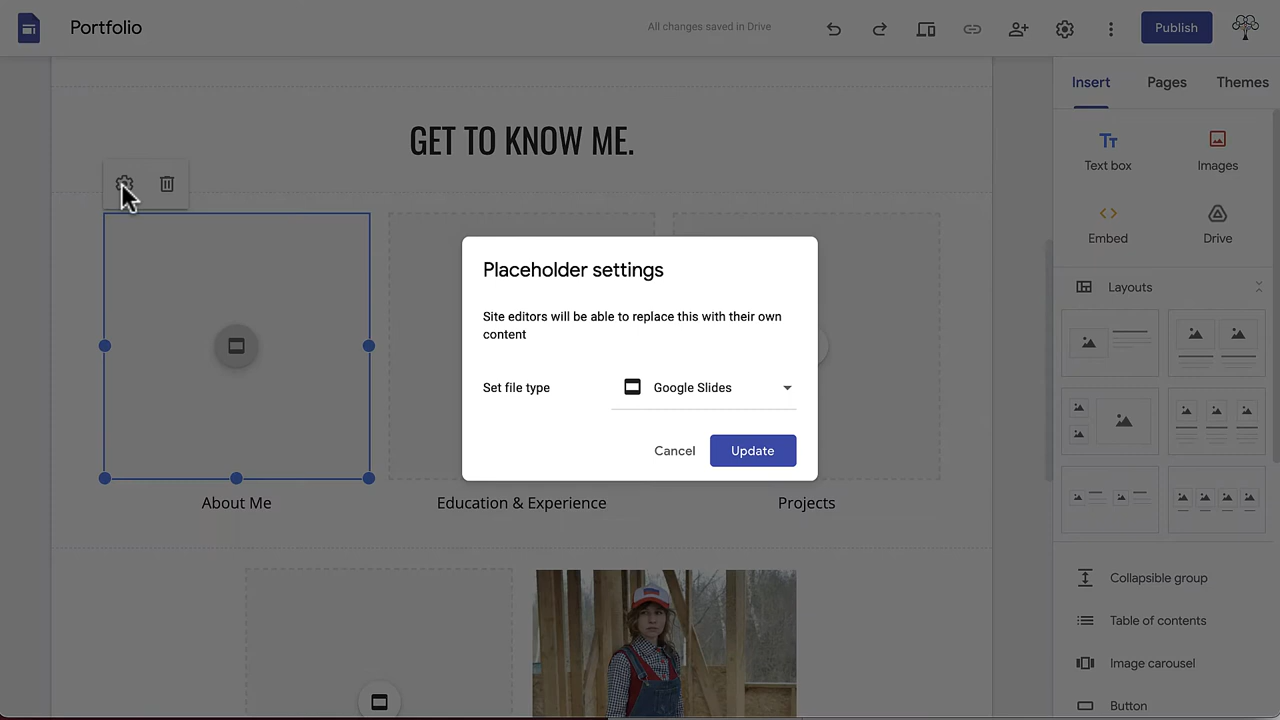 Portfolio
All changes saved in Drive
Publish
Insert
Pages
Themes
GET TO KNOW ME.
Text box
Images
Embed
Drive
Layouts
Placeholder settings
Site editors will be able to replace this with their own
content
Set file type
Google Slides
Cancel
Update
About Me
Education & Experience
Projects
Collapsible group
Table of contents
Image carousel
Button